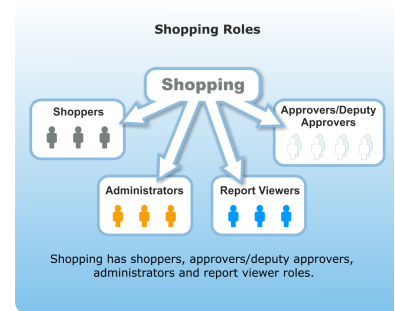 Shopping Roles
Shopping
Shoppers
Approvers/Deputy
Approvers
Administrators
Report Viewers
Shopping has shoppers, approvers/deputy approvers,
administrators and report viewer roles.